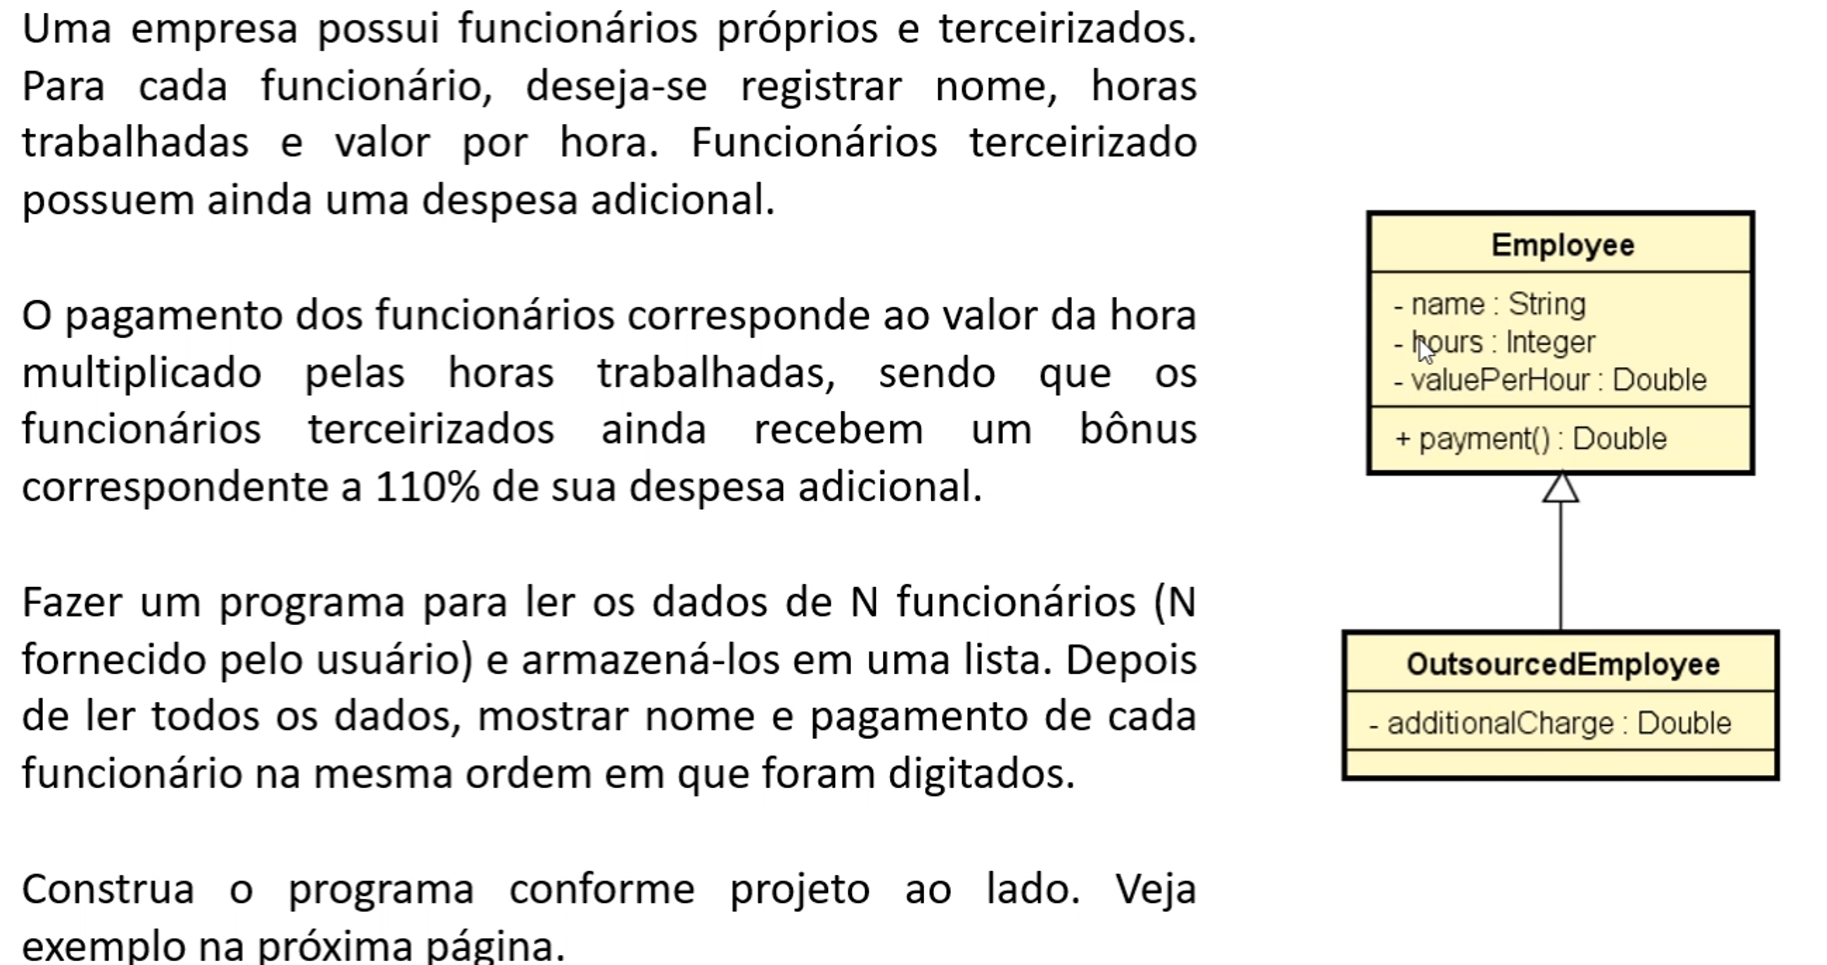 Uma empresa possui funcionários próprios e terceirizados.
Para cada funcionário, deseja-se registrar nome, horas
trabalhadas e valor por hora. Funcionários terceirizado
possuem ainda uma despesa adicional.
O pagamento dos funcionários corresponde ao valor da hora
multiplicado pelas horas trabalhadas, sendo que os
funcionários terceirizados ainda recebem um bônus
correspondente a 110% de sua despesa adicional.
Fazer um programa para ler os dados de N funcionários (N
fornecido pelo usuário) e armazená-los em uma lista. Depois
de ler todos os dados, mostrar nome e pagamento de cada
funcionário na mesma ordem em que foram digitados.
Construa o programa conforme projeto ao lado. Veja
exemplo na próxima página.
Employee
- name : String
- hours : Integer
- valuePerHour : Double
+ payment() : Double
OutsourcedEmployee
- additionalCharge : Double